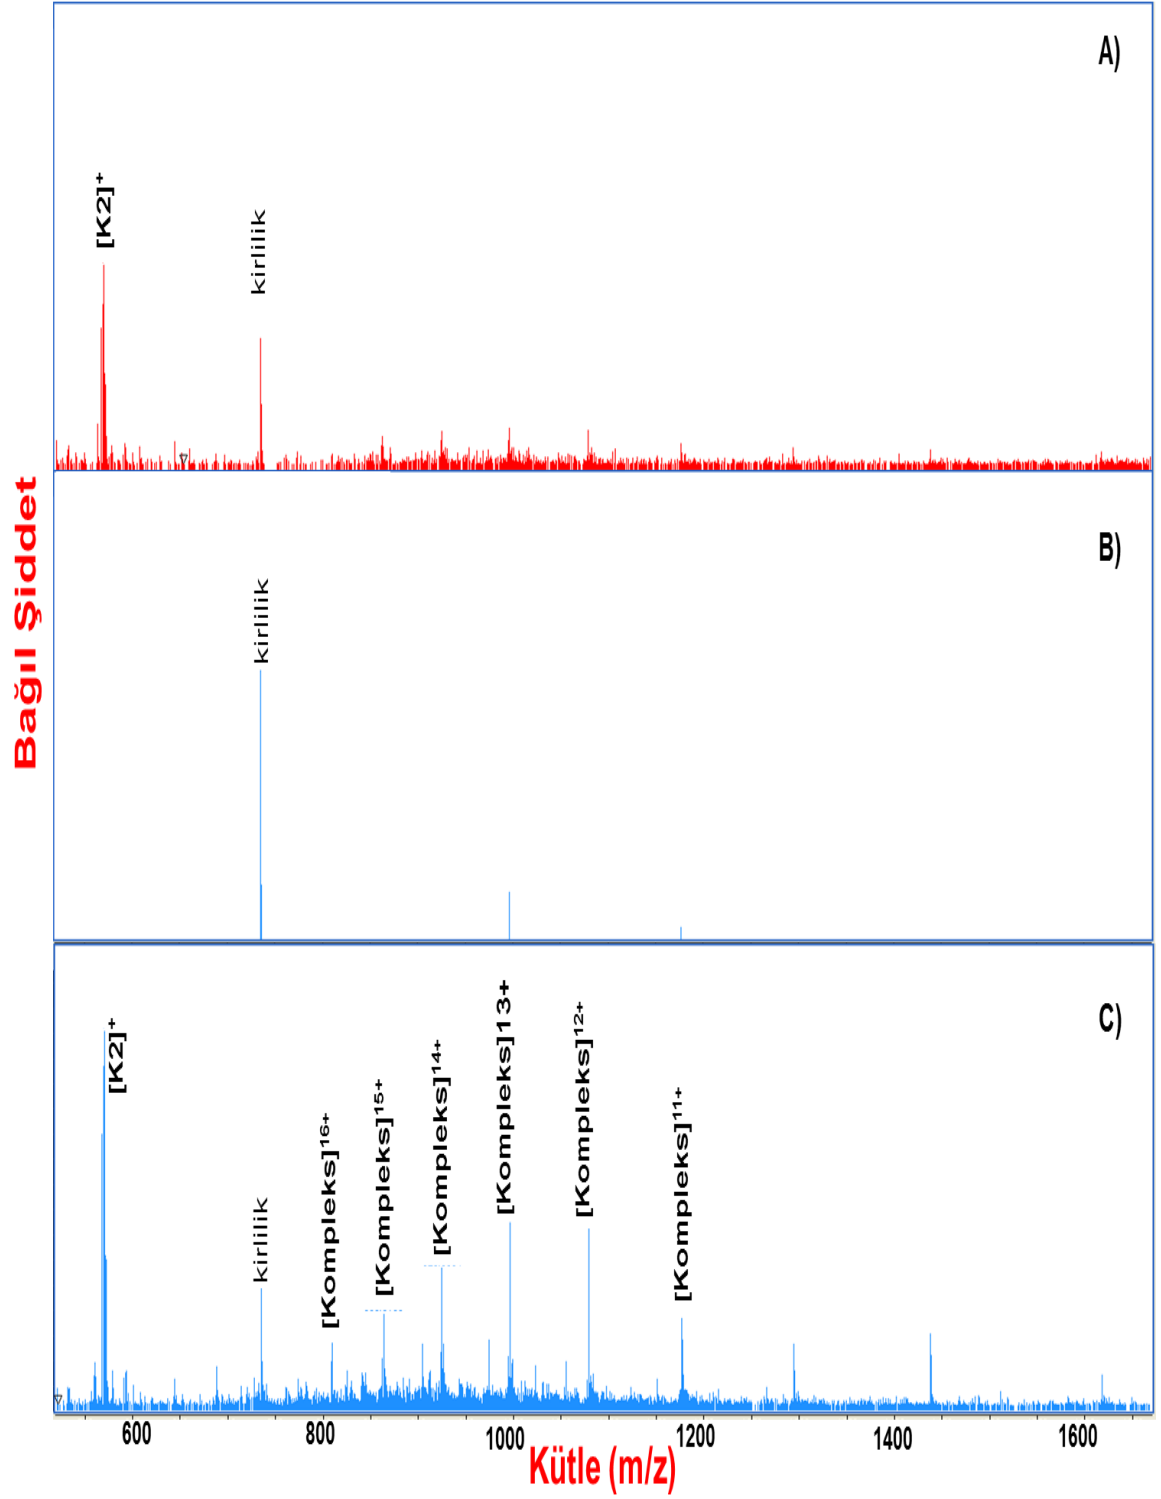 A)
[K2]⁺
kirlilik
Bağıl Şiddet
B)
kirlilik
C)
[K2]⁺
kirlilik
[Kompleks]¹⁶⁺
[Kompleks]¹⁵⁺
[Kompleks]¹⁴⁺
[Kompleks]13+
[Kompleks]¹²⁺
[Kompleks]¹¹⁺
600 800 1000 1200 1400 1600
Kütle (m/z)